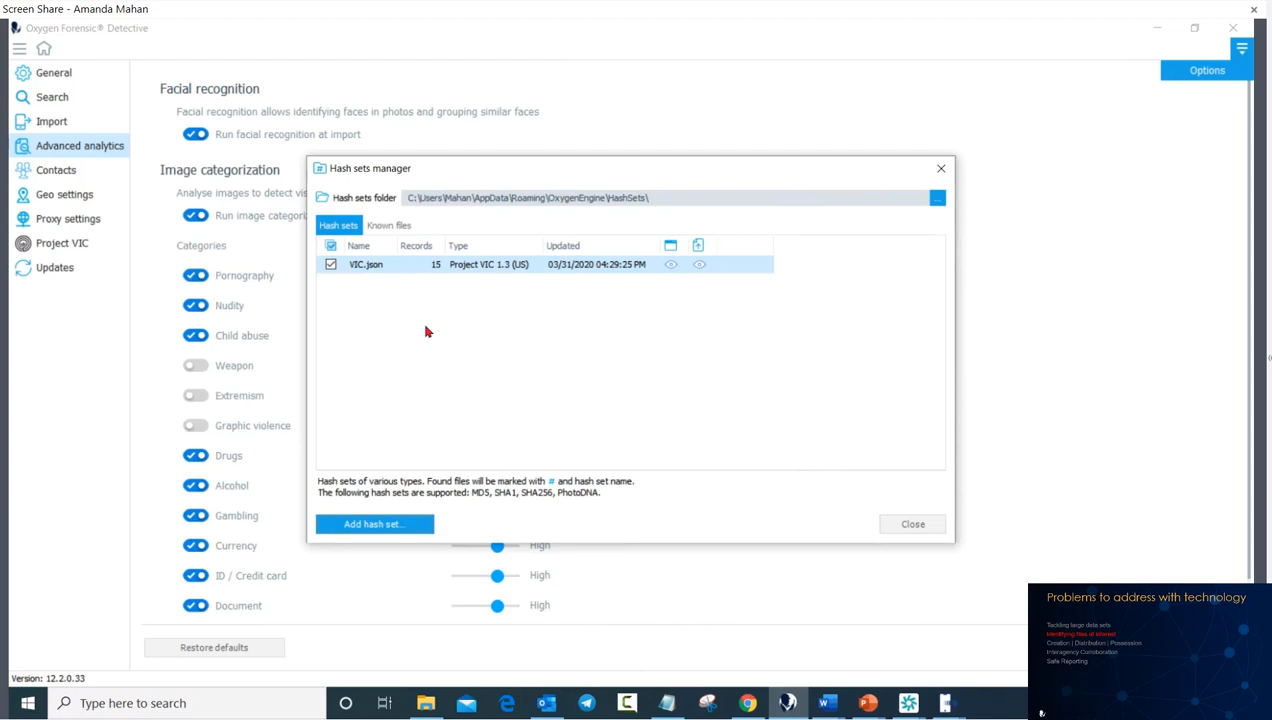 Screen Share - Amanda Mahan
Oxygen Forensic® Detective
Options
General
Search
Import
Advanced analytics
Contacts
Geo settings
Proxy settings
Project VIC
Updates
Facial recognition
Facial recognition allows identifying faces in photos and grouping similar faces
Run facial recognition at import
Image categorization
Analyse images to detect vis
Run image categori
Categories
Pornography
Nudity
Child abuse
Weapon
Extremism
Graphic violence
Drugs
Alcohol
Gambling
Currency
High
ID / Credit card
High
Document
High
Restore defaults
Hash sets manager
Hash sets folder C:\Users\Mahan\AppData\Roaming\OxygenEngine\HashSets\ ...
Hash sets Known files
Name Records Type Updated
VIC.json 15 Project VIC 1.3 (US) 03/31/2020 04:29:25 PM
Hash sets of various types. Found files will be marked with # and hash set name.
The following hash sets are supported: MD5, SHA1, SHA256, PhotoDNA.
Add hash set... Close
Problems to address with technology
Tackling large data sets
Identifying files of interest
Creation | Distribution | Possession
Interagency Collaboration
Safe Reporting
Version: 12.2.0.33
Type here to search